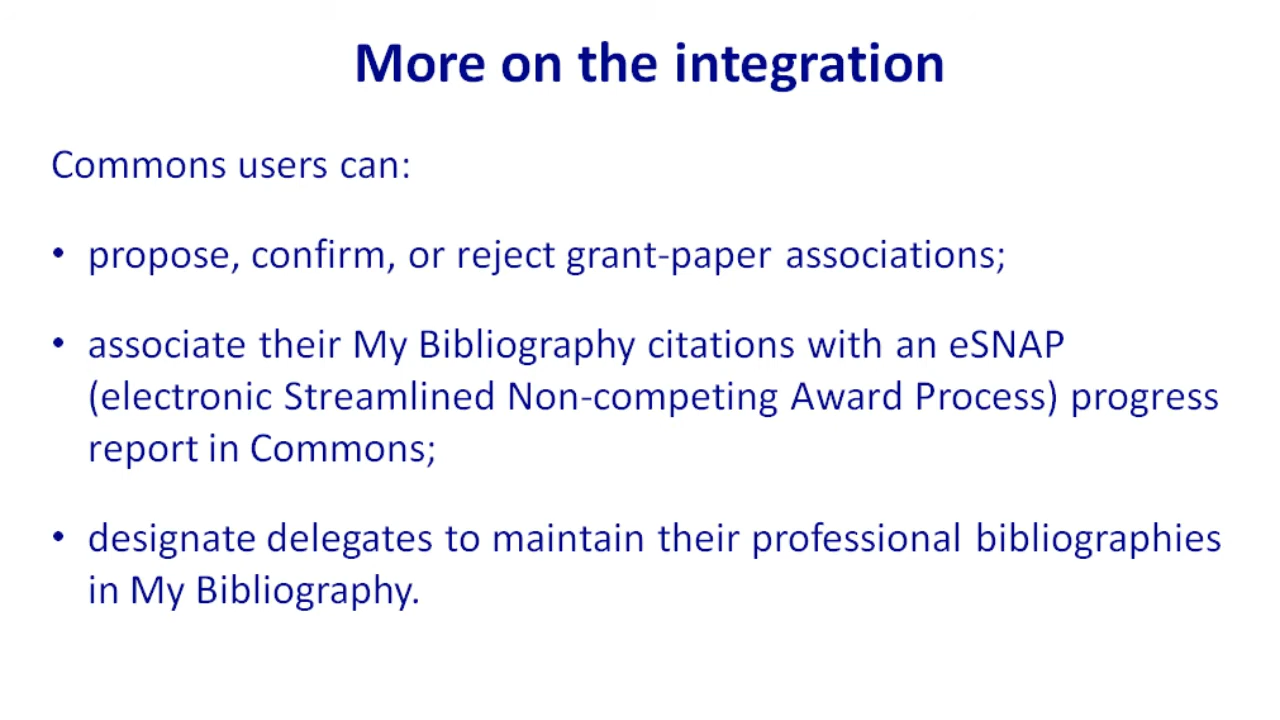 More on the integration
Commons users can:
• propose, confirm, or reject grant-paper associations;
• associate their My Bibliography citations with an eSNAP
(electronic Streamlined Non-competing Award Process) progress
report in Commons;
• designate delegates to maintain their professional bibliographies
in My Bibliography.